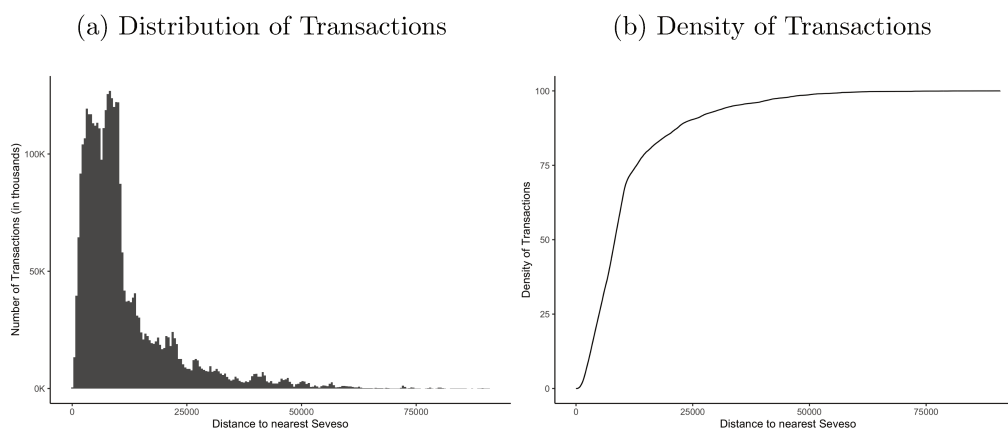 (a) Distribution of Transactions
Number of Transactions (in thousands)
100K
50K
0K
0
25000
50000
75000
Distance to nearest Seveso
(b) Density of Transactions
Density of Transactions
100
75
50
25
0
0
25000
50000
75000
Distance to nearest Seveso